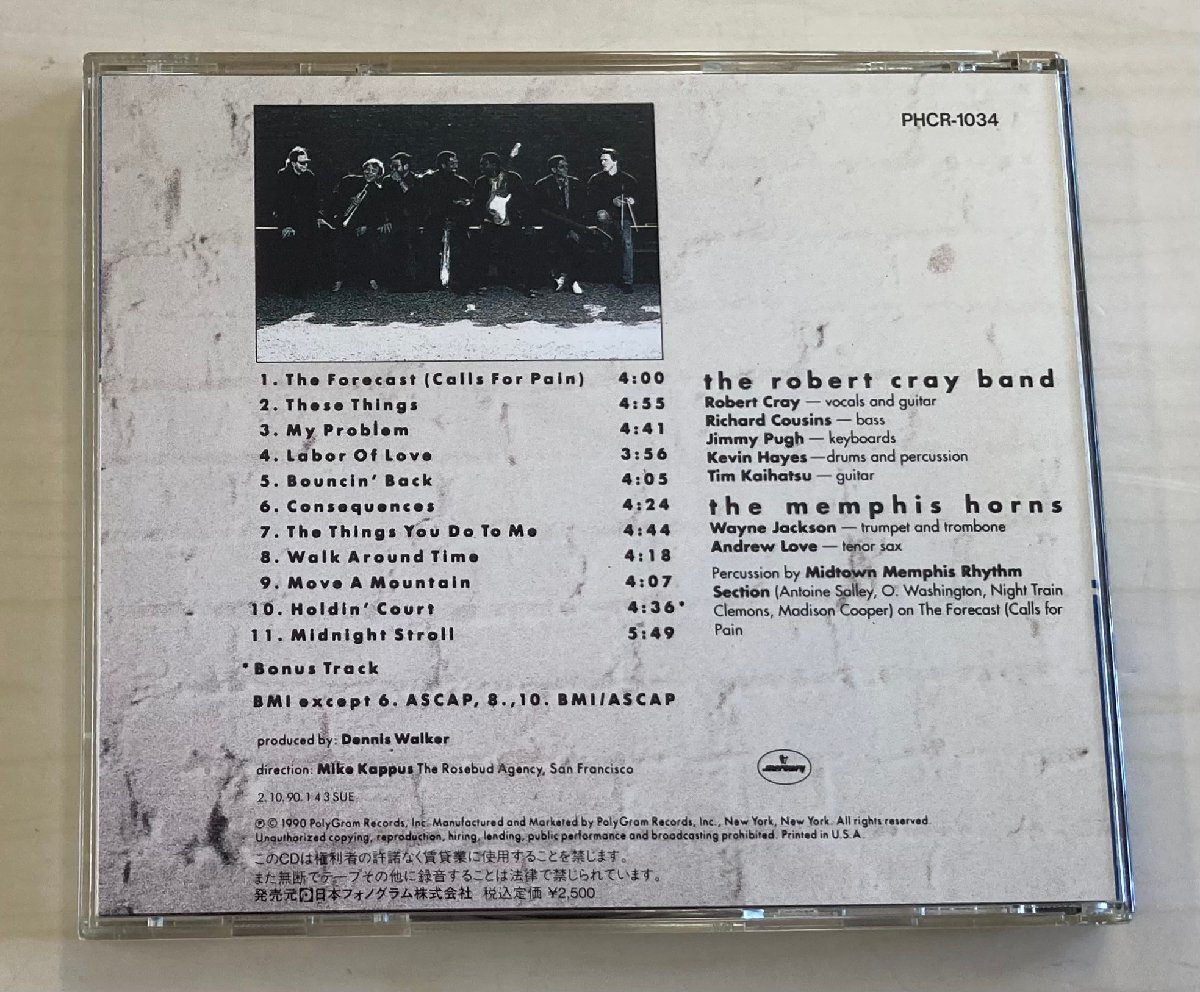 PHCR-1034
1. The Forecast (Calls For Pain) 4:00
2. These Things 4:55
3. My Problem 4:41
4. Labor Of Love 3:56
5. Bouncin' Back 4:05
6. Consequences 4:24
7. The Things You Do To Me 4:44
8. Walk Around Time 4:18
9. Move A Mountain 4:07
10. Holdin' Court 4:36*
11. Midnight Stroll 5:49
*Bonus Track
BMI except 6. ASCAP, 8.,10. BMI/ASCAP
produced by: Dennis Walker
direction: Mike Kappus The Rosebud Agency, San Francisco
2.10.90.1 4 3 SUE
the robert cray band
Robert Cray — vocals and guitar
Richard Cousins — bass
Jimmy Pugh — keyboards
Kevin Hayes — drums and percussion
Tim Kaihatsu — guitar
the memphis horns
Wayne Jackson — trumpet and trombone
Andrew Love — tenor sax
Percussion by Midtown Memphis Rhythm
Section (Antoine Salley, O. Washington, Night Train
Clemons, Madison Cooper) on The Forecast (Calls for
Pain
mercury
℗ © 1990 PolyGram Records, Inc. Manufactured and Marketed by PolyGram Records, Inc., New York, New York. All rights reserved.
Unauthorized copying, reproduction, hiring, lending, public performance and broadcasting prohibited. Printed in U.S.A.
このCDは権利者の許諾なく賃貸業に使用することを禁じます。
また無断でテープその他に録音することは法律で禁じられています。
発売元 日本フォノグラム株式会社 税込定価 ¥2,500